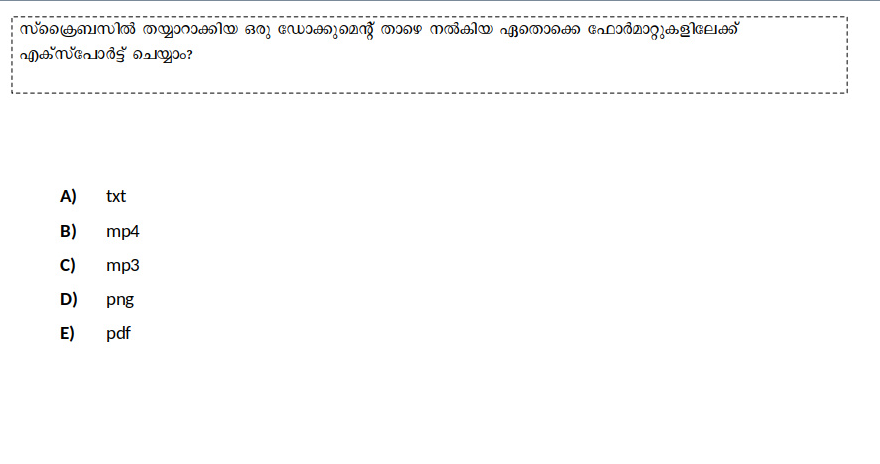 സ്ക്രൈബസിൽ തയ്യാറാക്കിയ ഒരു ഡോക്കുമെന്റ് താഴെ നൽകിയ ഏതൊക്കെ ഫോർമാറ്റുകളിലേക്ക്
എക്സ്പോർട്ട് ചെയ്യാം?
A) txt
B) mp4
C) mp3
D) png
E) pdf